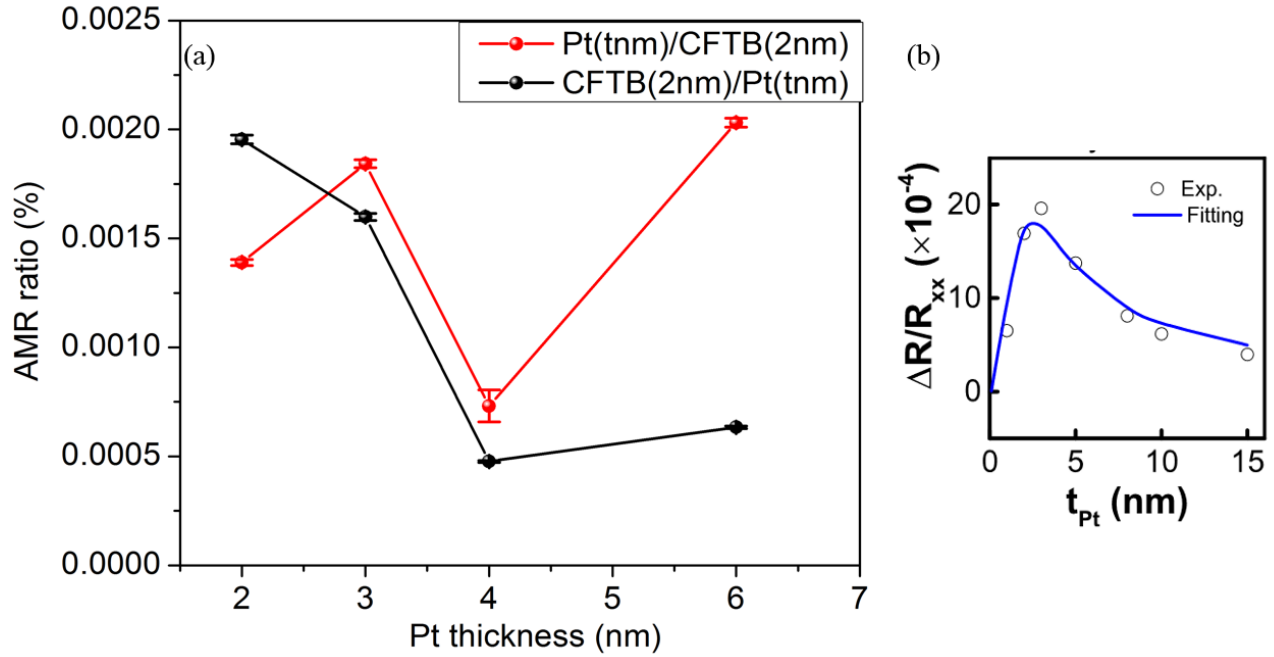 (a)
Pt(tnm)/CFTB(2nm)
CFTB(2nm)/Pt(tnm)
AMR ratio (%)
0.0025
0.0020
0.0015
0.0010
0.0005
0.0000
2 3 4 6 7
Pt thickness (nm)
(b)
Exp.
Fitting
ΔR/Rxx (×10-4)
20
10
0
0 5 10 15
tPt (nm)